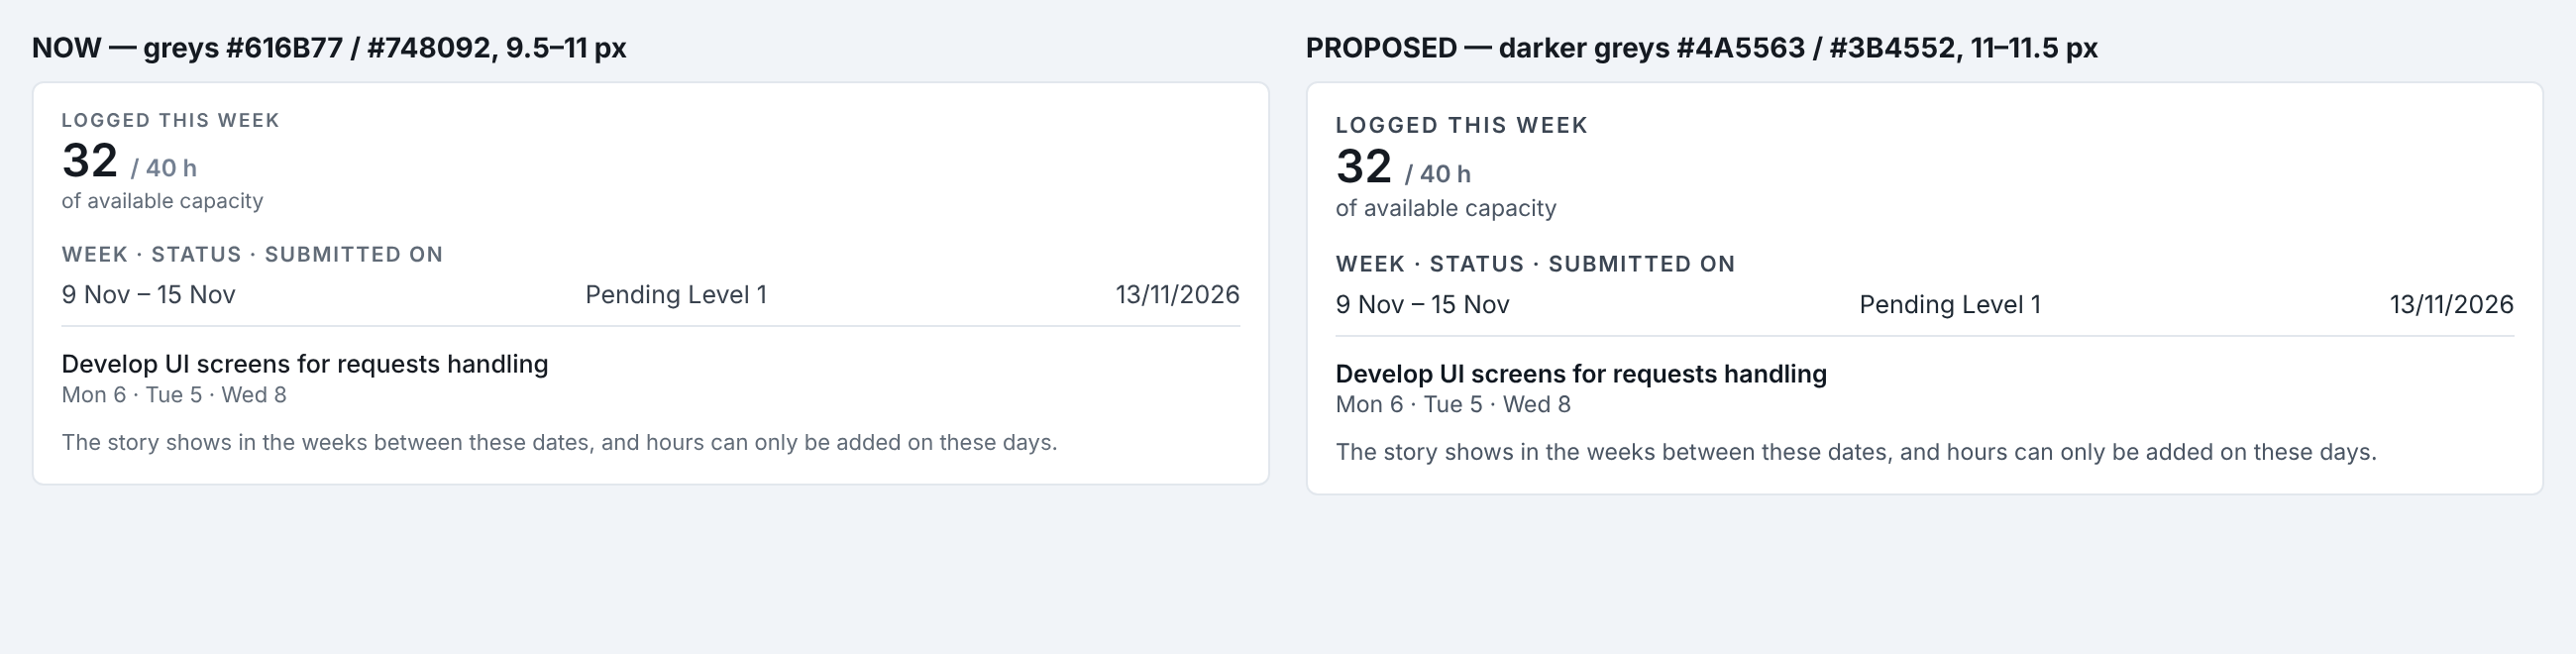 NOW — greys #616B77 / #748092, 9.5–11 px
LOGGED THIS WEEK
32 / 40 h
of available capacity
WEEK · STATUS · SUBMITTED ON
9 Nov – 15 Nov Pending Level 1 13/11/2026
Develop UI screens for requests handling
Mon 6 · Tue 5 · Wed 8
The story shows in the weeks between these dates, and hours can only be added on these days.
PROPOSED — darker greys #4A5563 / #3B4552, 11–11.5 px
LOGGED THIS WEEK
32 / 40 h
of available capacity
WEEK · STATUS · SUBMITTED ON
9 Nov – 15 Nov Pending Level 1 13/11/2026
Develop UI screens for requests handling
Mon 6 · Tue 5 · Wed 8
The story shows in the weeks between these dates, and hours can only be added on these days.